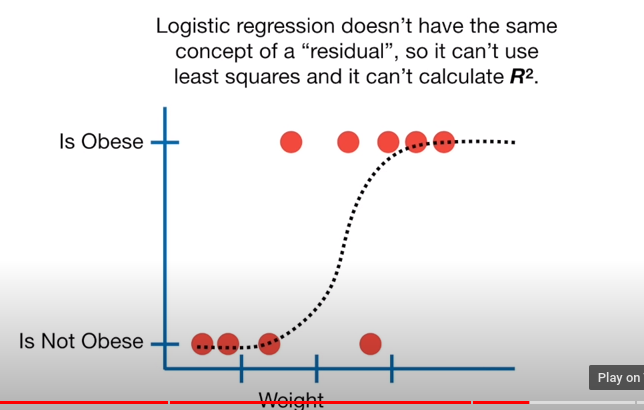 Logistic regression doesn't have the same
concept of a “residual”, so it can't use
least squares and it can't calculate R².
Is Obese
Is Not Obese
Weight
Play on